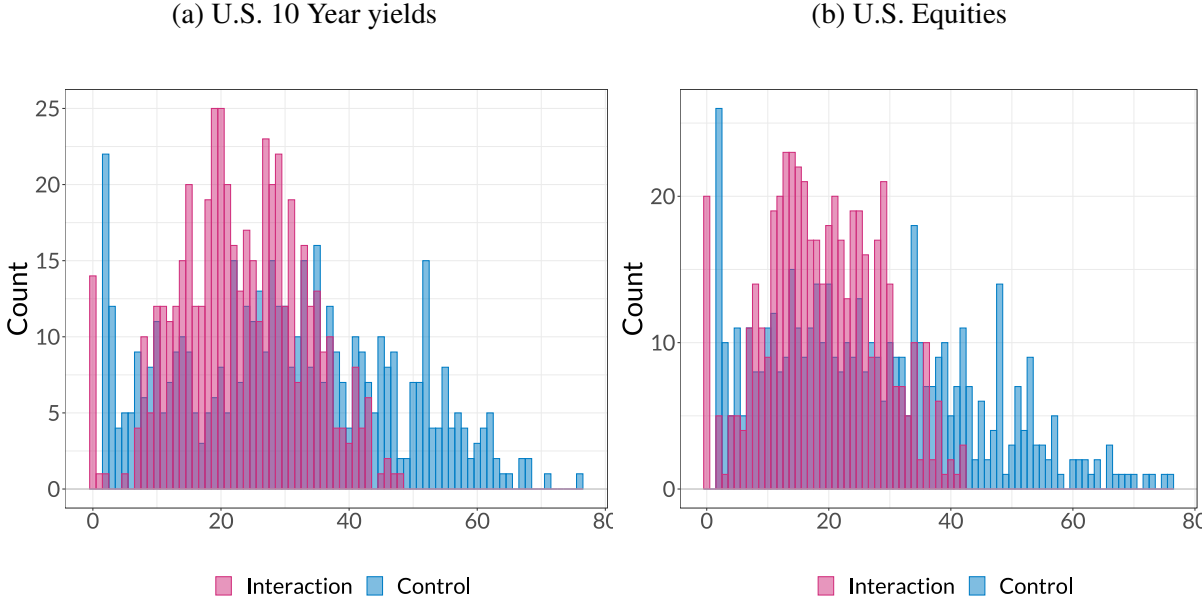 (a) U.S. 10 Year yields
(b) U.S. Equities
Count
25
20
15
10
5
0
0 20 40 60 80
Interaction Control
Count
20
10
0
0 20 40 60 80
Interaction Control